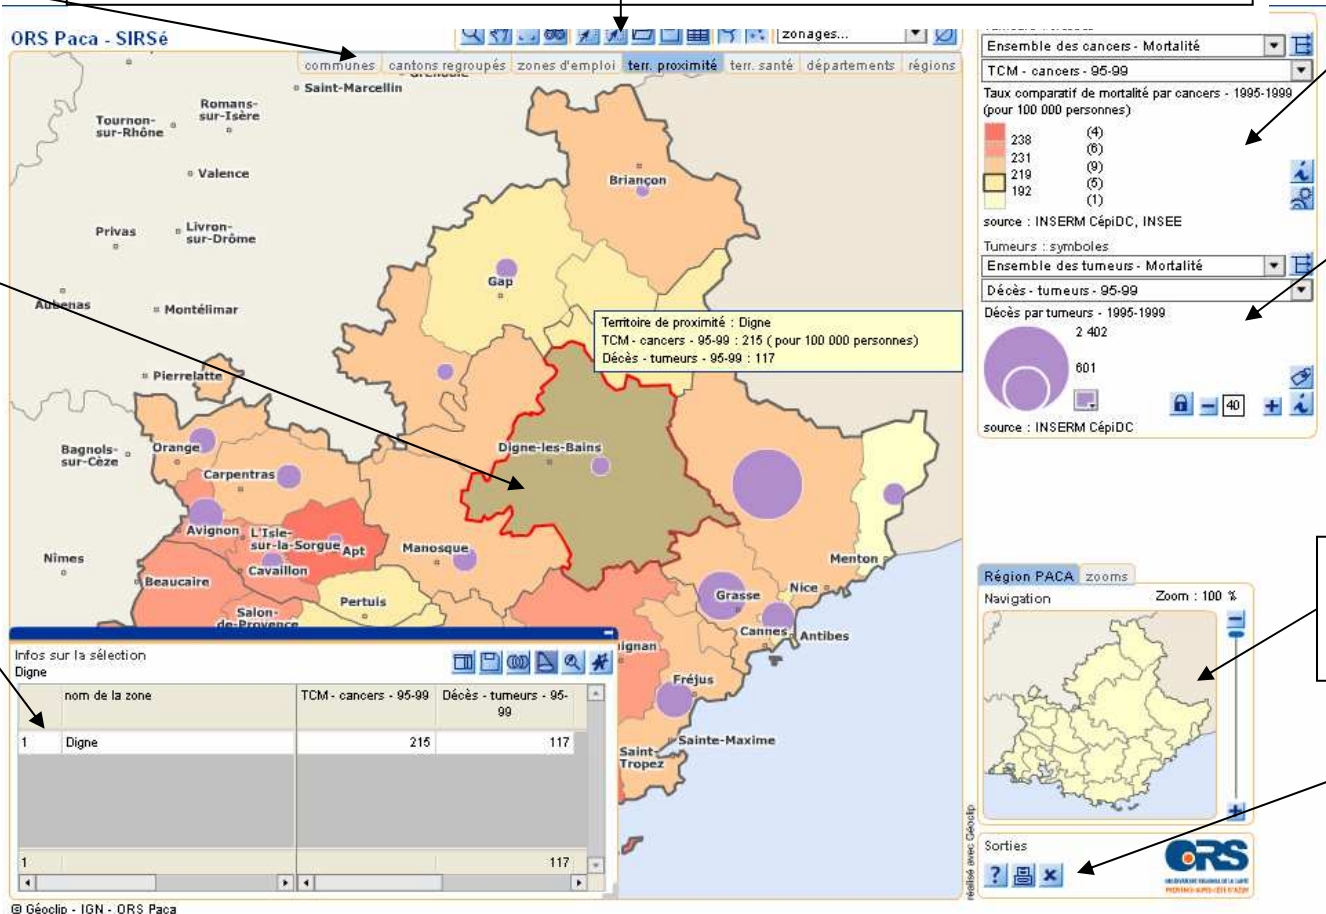 ORS Paca - SIRSé
zonages...
communes cantons regroupés zones d'emploi terr. proximité terr. santé départements régions
Saint-Marcellin
Romans-
sur-Isère
Tournon-
sur-Rhône
Valence
Briançon
Privas
Livron-
sur-Drôme
Gap
Aubenas
Montélimar
Territoire de proximité : Digne
TCM - cancers - 95-99 : 215 ( pour 100 000 personnes)
Décès - tumeurs - 95-99 : 117
Pierrelatte
Bagnols-
sur-Cèze
Orange
Digne-les-Bains
Carpentras
Avignon
L'Isle-
sur-la-Sorgue
Apt
Manosque
Nîmes
Cavaillon
Menton
Beaucaire
Pertuis
Grasse
Nice
Salon-
de-Provence
Cannes
Antibes
ignan
Fréjus
Sainte-Maxime
Saint-
Tropez
Infos sur la sélection
Digne
nom de la zone TCM - cancers - 95-99 Décès - tumeurs - 95-
99
1 Digne 215 117
1 117
© Géoclip - IGN - ORS Paca
Ensemble des cancers - Mortalité
TCM - cancers - 95-99
Taux comparatif de mortalité par cancers - 1995-1999
(pour 100 000 personnes)
238 (4)
231 (6)
219 (9)
192 (5)
(1)
source : INSERM CépiDC, INSEE
Tumeurs : symboles
Ensemble des tumeurs - Mortalité
Décès - tumeurs - 95-99
Décès par tumeurs - 1995-1999
2 402
601
40
source : INSERM CépiDC
Région PACA zooms
Navigation Zoom : 100 %
réalisé avec Géoclip
Sorties
ORS